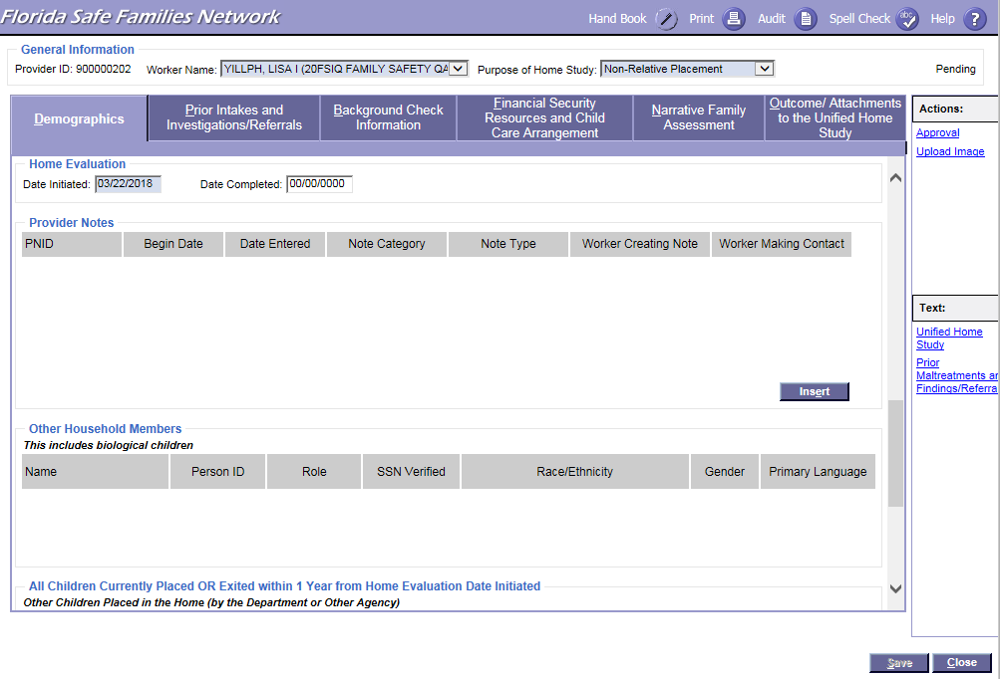 Florida Safe Families Network
Hand Book Print Audit Spell Check abc Help ?
General Information
Provider ID: 900000202 Worker Name: YILLPH, LISA I (20FSIQ FAMILY SAFETY QA Purpose of Home Study: Non-Relative Placement Pending
Demographics
Prior Intakes and
Investigations/Referrals
Background Check
Information
Financial Security
Resources and Child
Care Arrangement
Narrative Family
Assessment
Outcome/ Attachments
to the Unified Home
Study
Actions:
Approval
Upload Image
Home Evaluation
Date Initiated: 03/22/2018 Date Completed: 00/00/0000
Provider Notes
PNID Begin Date Date Entered Note Category Note Type Worker Creating Note Worker Making Contact
Insert
Text:
Unified Home
Study
Prior
Maltreatments ar
Findings/Referra
Other Household Members
This includes biological children
Name Person ID Role SSN Verified Race/Ethnicity Gender Primary Language
All Children Currently Placed OR Exited within 1 Year from Home Evaluation Date Initiated
Other Children Placed in the Home (by the Department or Other Agency)
Save Close